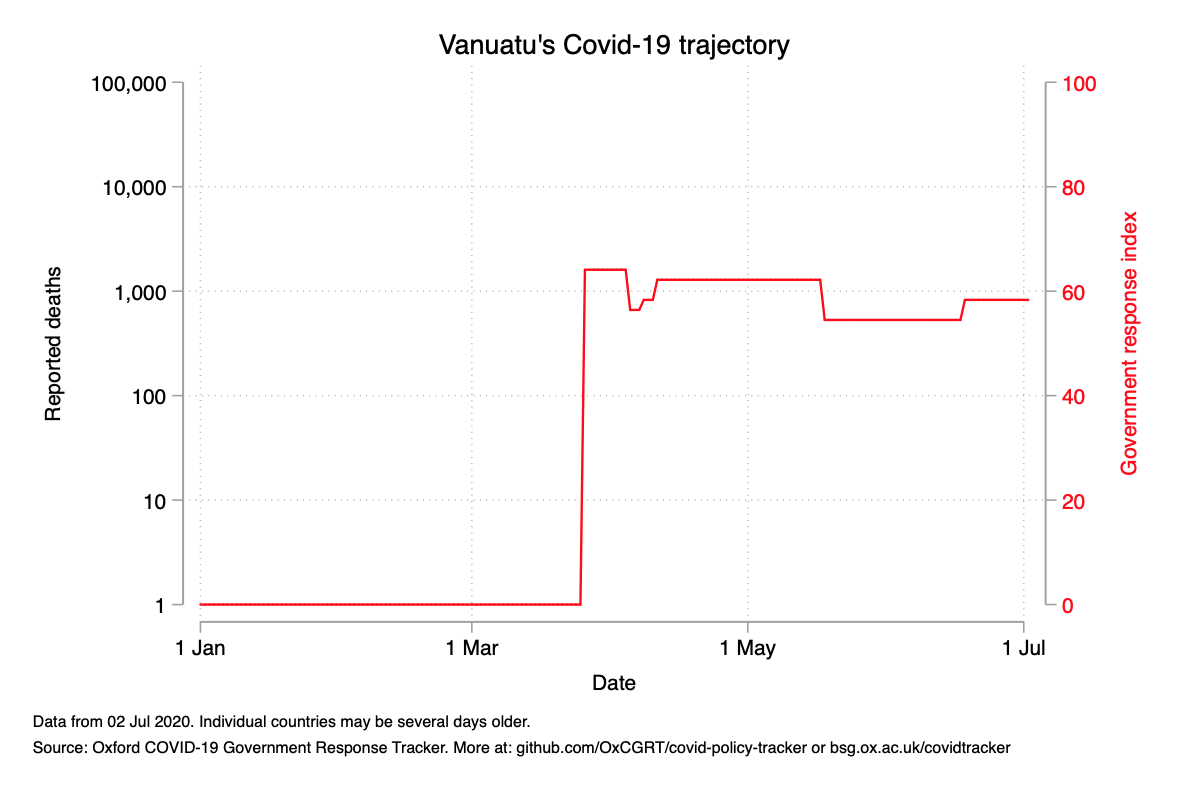 Vanuatu's Covid-19 trajectory
100,000
10,000
1,000
100
10
1
Reported deaths
100
80
60
40
20
0
Government response index
1 Jan
1 Mar
1 May
1 Jul
Date
Data from 02 Jul 2020. Individual countries may be several days older.
Source: Oxford COVID-19 Government Response Tracker. More at: github.com/OxCGRT/covid-policy-tracker or bsg.ox.ac.uk/covidtracker